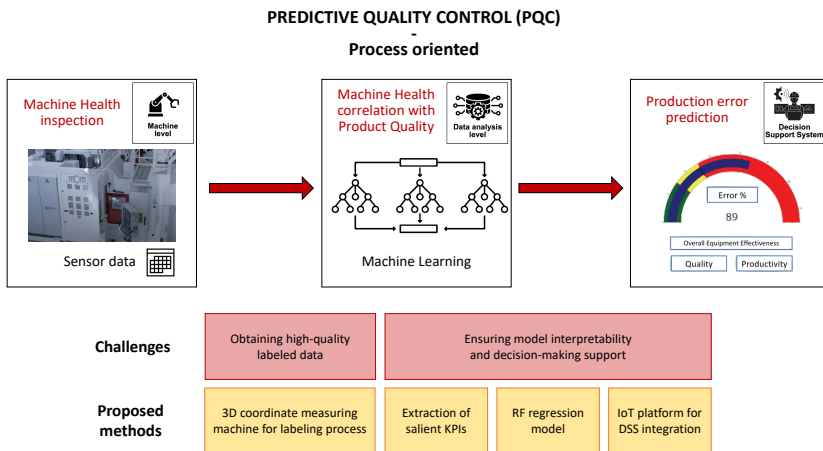 PREDICTIVE QUALITY CONTROL (PQC)
-
Process oriented
Machine Health
inspection
Machine
level
Sensor data
Machine Health
correlation with
Product Quality
Data analysis
level
Machine Learning
Production error
prediction
Decision
Support System
Error %
89
Overall Equipment Effectiveness
Quality
Productivity
Challenges
Obtaining high-quality
labeled data
Ensuring model interpretability
and decision-making support
Proposed
methods
3D coordinate measuring
machine for labeling process
Extraction of
salient KPIs
RF regression
model
IoT platform for
DSS integration